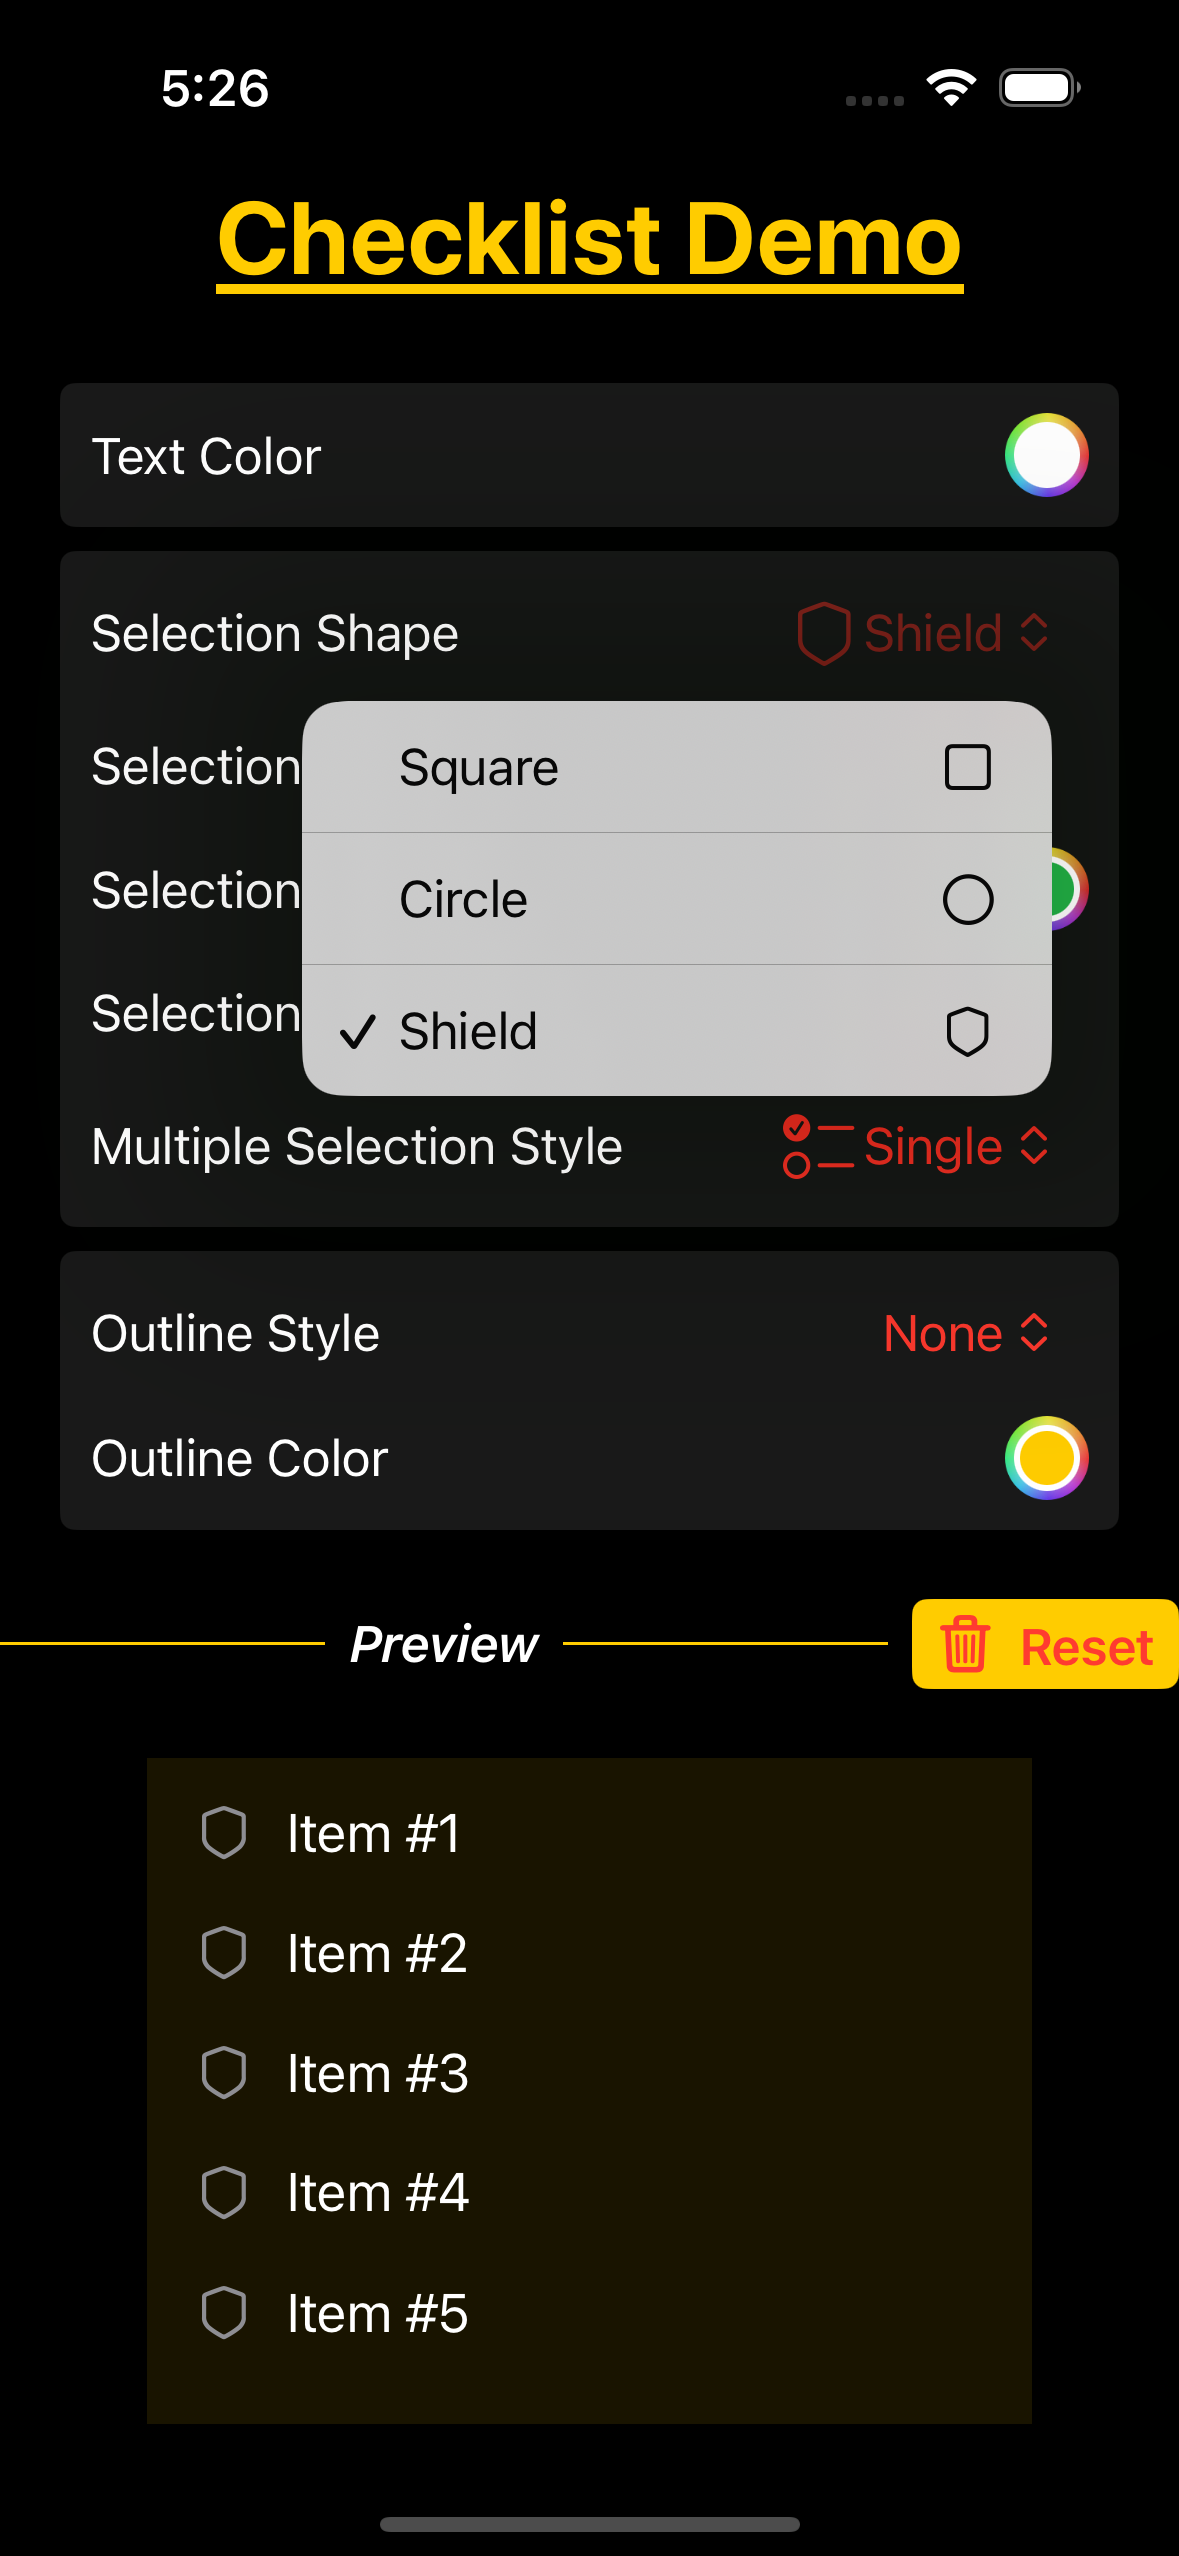 5:26
Checklist Demo
Text Color
Selection Shape Shield
Selection
Square
Selection
Circle
Selection
Shield
Multiple Selection Style Single
Outline Style None
Outline Color
Preview Reset
Item #1
Item #2
Item #3
Item #4
Item #5